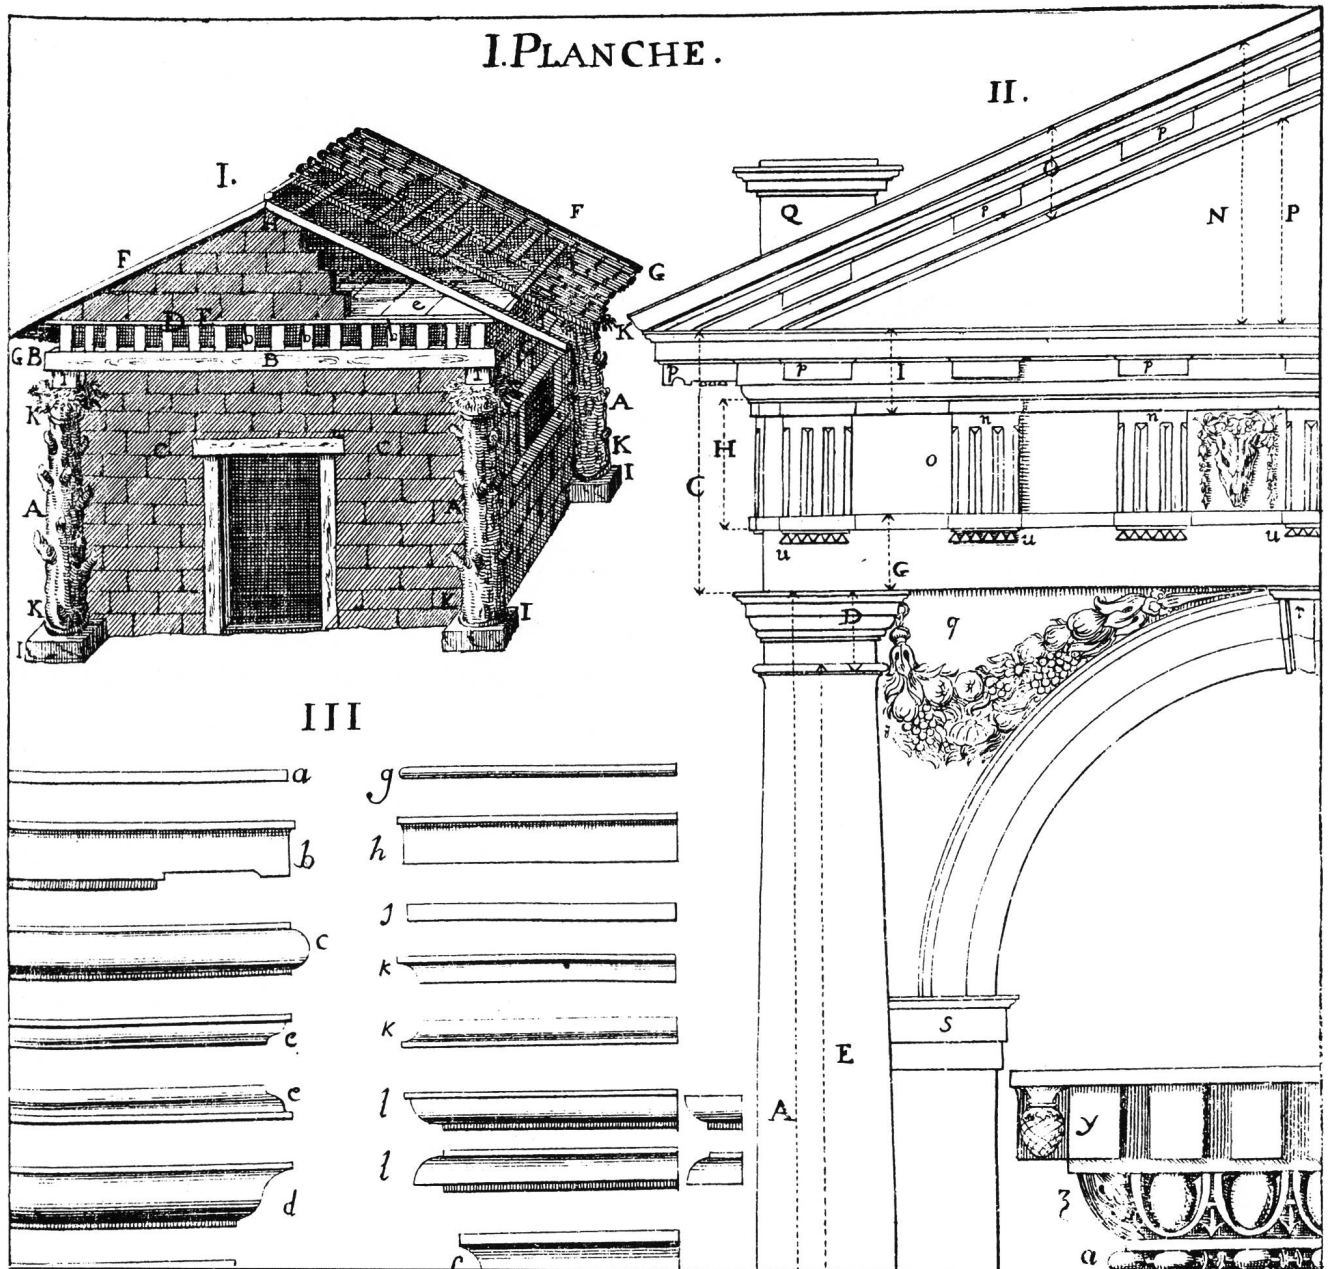 I. PLANCHE.
II.
I.
Q
O
p
p
N
P
F
F
G
K
D E
e
b b b
G B
B
I
I
K
A
C
C
A
A
K
I
K
K
I
I
p
p
I
p
H
C
n
n
o
u
u
u
G
D
q
r
III
a
g
b
h
c
J
k
e
k
S
E
e
l
A
y
d
l
z
f
a